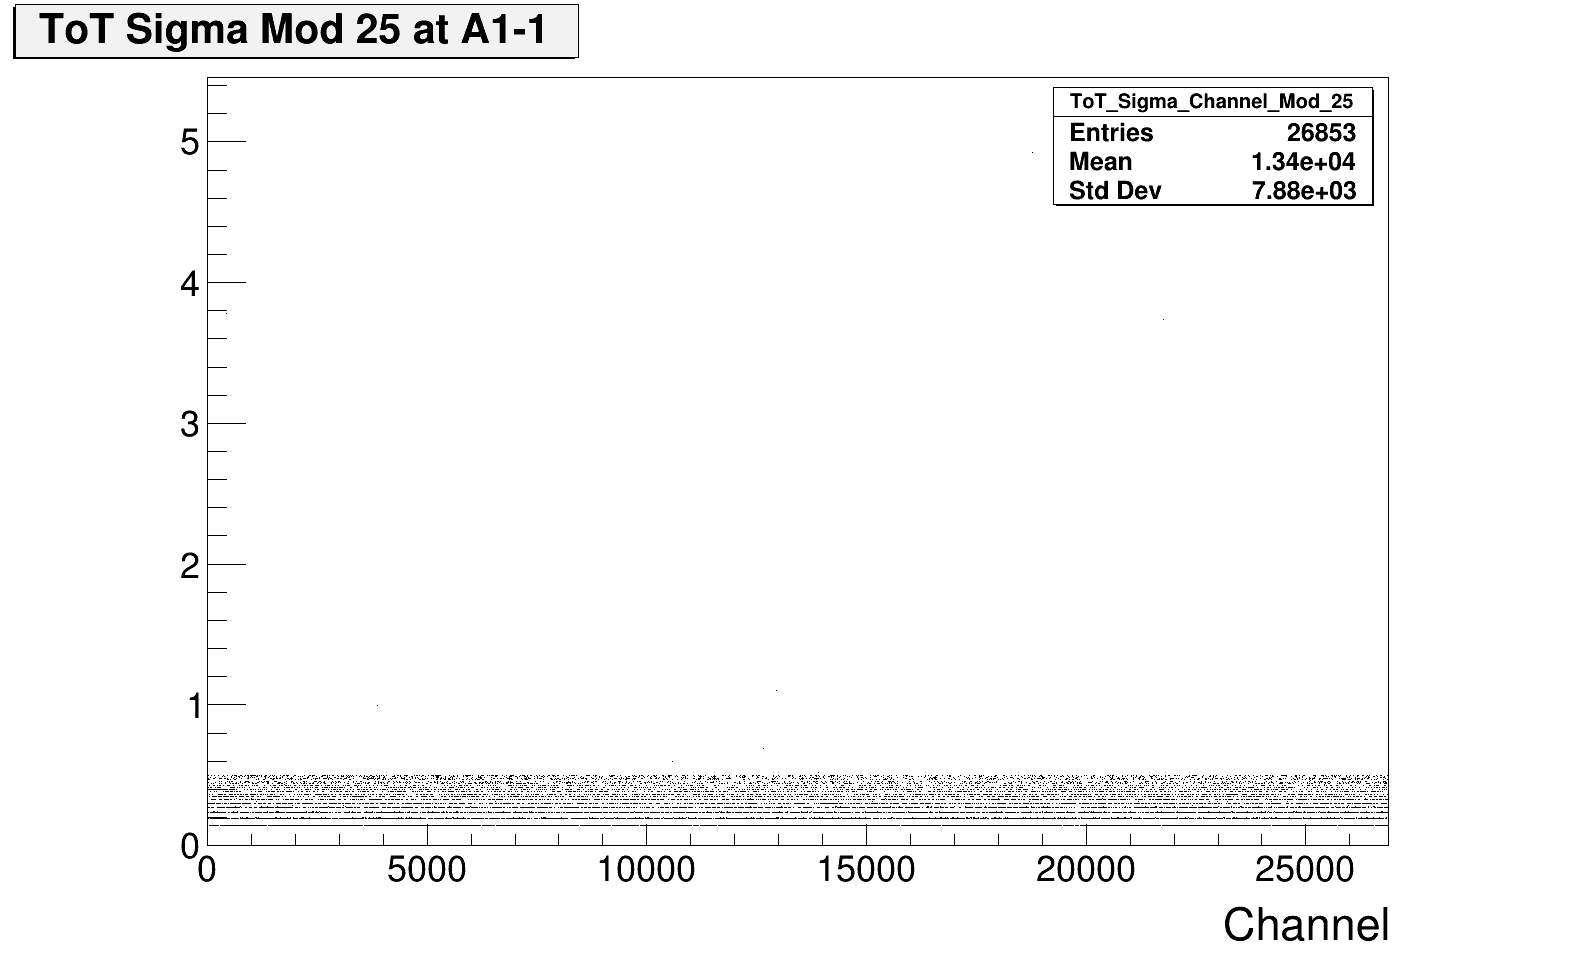 ToT Sigma Mod 25 at A1-1
ToT_Sigma_Channel_Mod_25
Entries 26853
Mean 1.34e+04
Std Dev 7.88e+03
5
4
3
2
1
0
0 5000 10000 15000 20000 25000
Channel